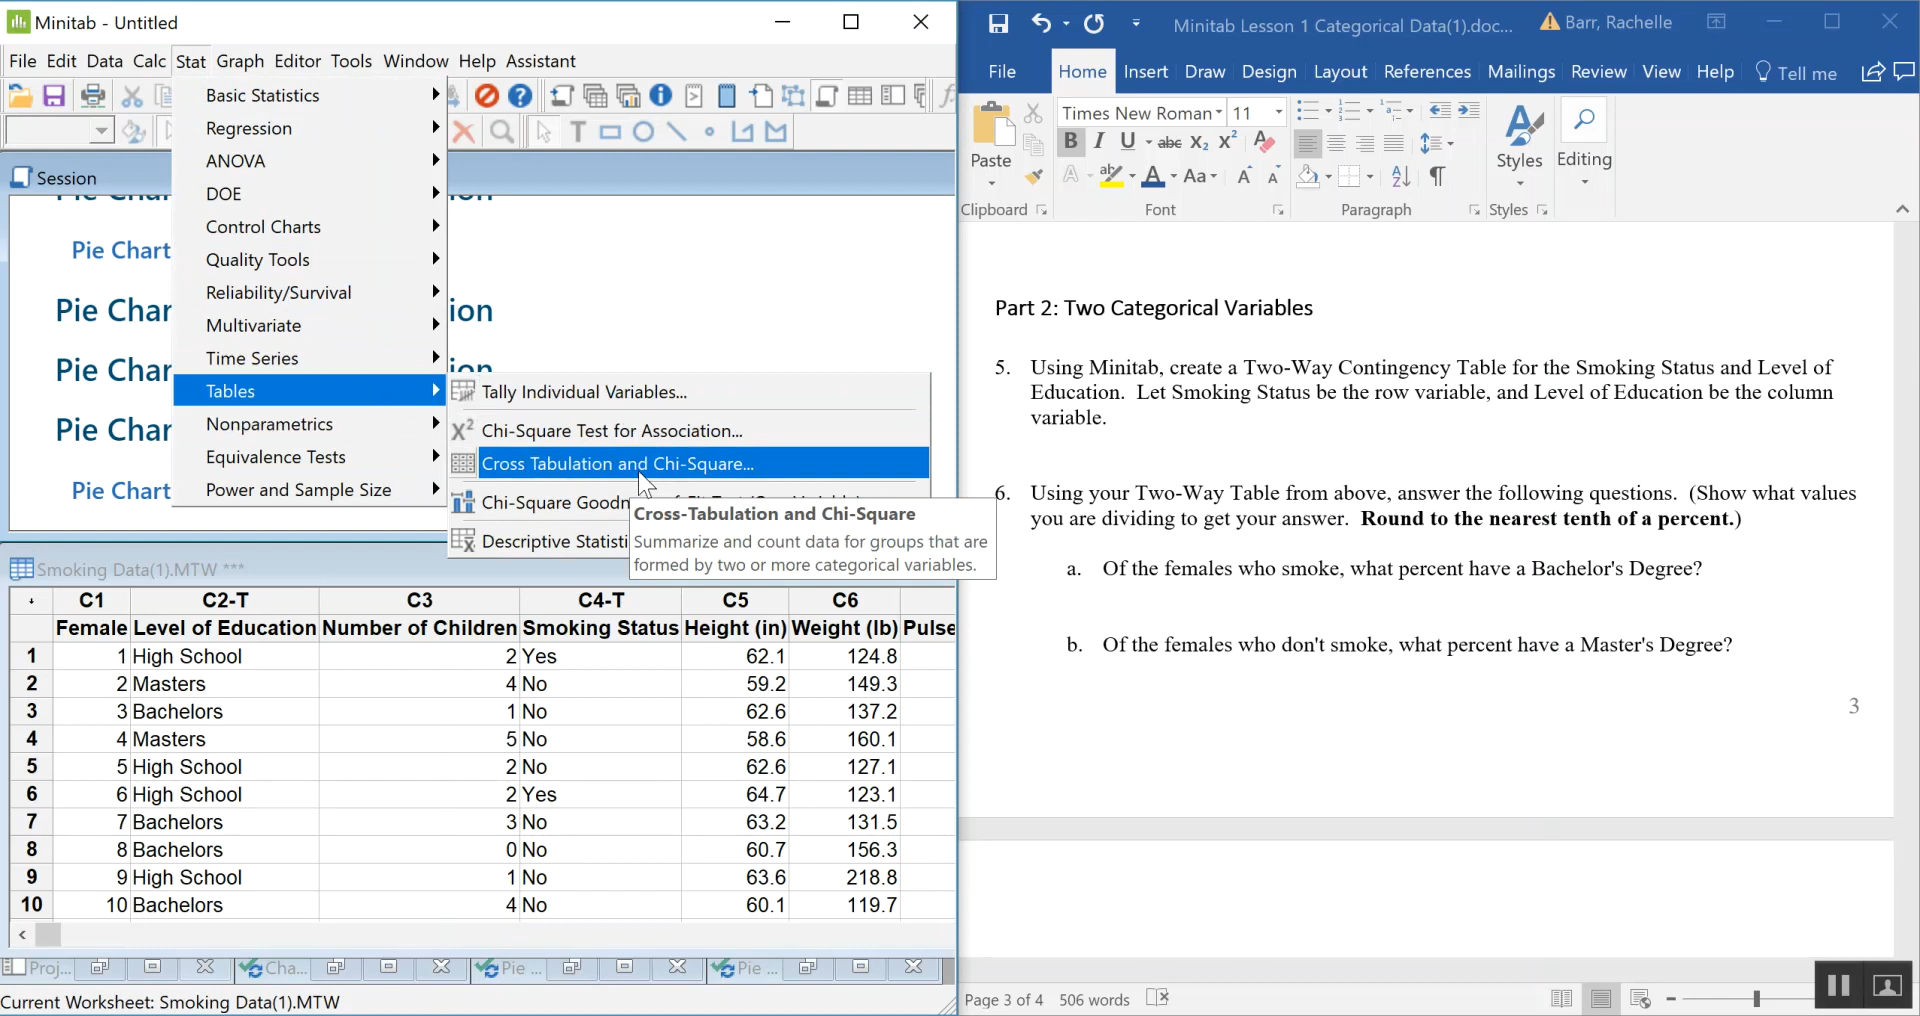 Minitab - Untitled
File Edit Data Calc Stat Graph Editor Tools Window Help Assistant
Session
Pie Chart
Pie Char
ion
Pie Char
Pie Char
Pie Chart
Basic Statistics
Regression
ANOVA
DOE
Control Charts
Quality Tools
Reliability/Survival
Multivariate
Time Series
Tables
Nonparametrics
Equivalence Tests
Power and Sample Size
Tally Individual Variables...
Chi-Square Test for Association...
Cross Tabulation and Chi-Square...
Chi-Square Goodn
Descriptive Statisti
Cross-Tabulation and Chi-Square
Summarize and count data for groups that are
formed by two or more categorical variables.
Smoking Data(1).MTW ***
C1 C2-T C3 C4-T C5 C6
Female Level of Education Number of Children Smoking Status Height (in) Weight (lb) Pulse
1 1 High School 2 Yes 62.1 124.8
2 2 Masters 4 No 59.2 149.3
3 3 Bachelors 1 No 62.6 137.2
4 4 Masters 5 No 58.6 160.1
5 5 High School 2 No 62.6 127.1
6 6 High School 2 Yes 64.7 123.1
7 7 Bachelors 3 No 63.2 131.5
8 8 Bachelors 0 No 60.7 156.3
9 9 High School 1 No 63.6 218.8
10 10 Bachelors 4 No 60.1 119.7
Proj... Cha... Pie ... Pie ...
Current Worksheet: Smoking Data(1).MTW
Minitab Lesson 1 Categorical Data(1).doc... Barr, Rachelle
File Home Insert Draw Design Layout References Mailings Review View Help Tell me
Times New Roman 11
B I U abc X₂ X²
Aa
Paste Styles Editing
Clipboard Font Paragraph Styles
Part 2: Two Categorical Variables
5. Using Minitab, create a Two-Way Contingency Table for the Smoking Status and Level of
Education. Let Smoking Status be the row variable, and Level of Education be the column
variable.
6. Using your Two-Way Table from above, answer the following questions. (Show what values
you are dividing to get your answer. Round to the nearest tenth of a percent.)
a. Of the females who smoke, what percent have a Bachelor's Degree?
b. Of the females who don't smoke, what percent have a Master's Degree?
3
Page 3 of 4 506 words